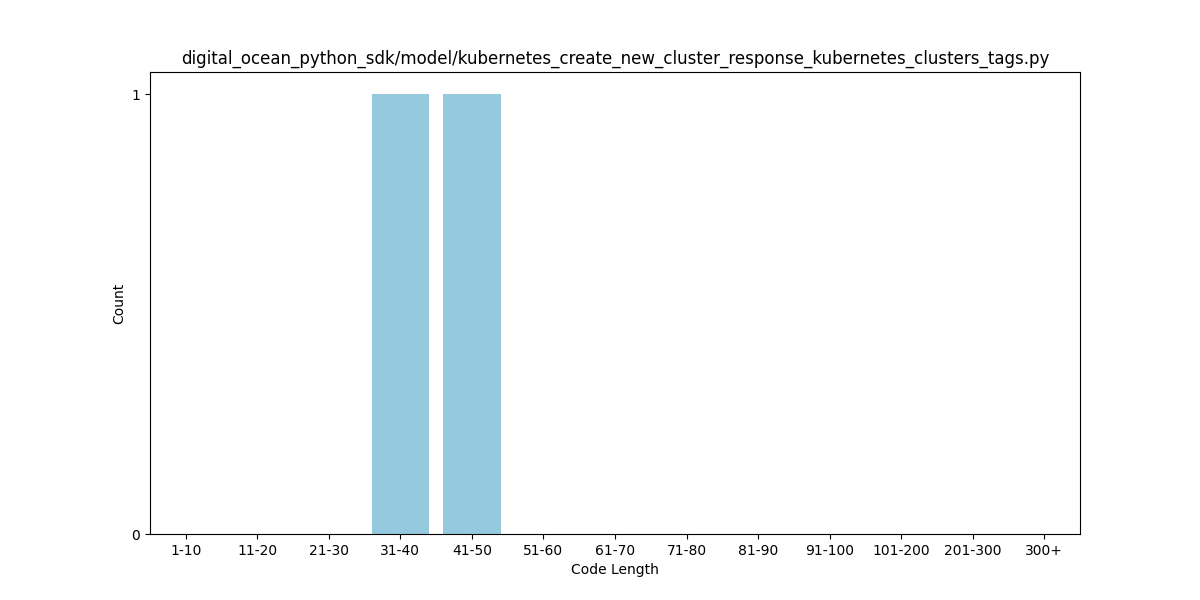 digital_ocean_python_sdk/model/kubernetes_create_new_cluster_response_kubernetes_clusters_tags.py
1
Count
0
1-10 11-20 21-30 31-40 41-50 51-60 61-70 71-80 81-90 91-100 101-200 201-300 300+
Code Length